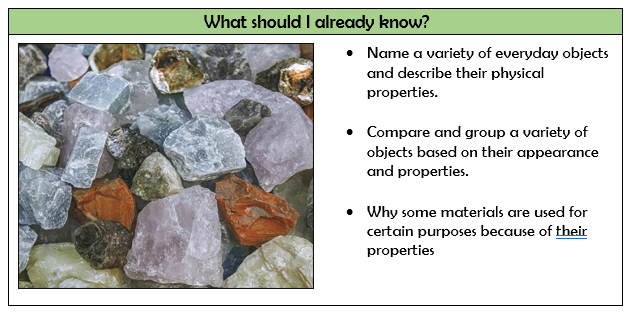 What should I already know?
• Name a variety of everyday objects
and describe their physical
properties.
• Compare and group a variety of
objects based on their appearance
and properties.
• Why some materials are used for
certain purposes because of their
properties